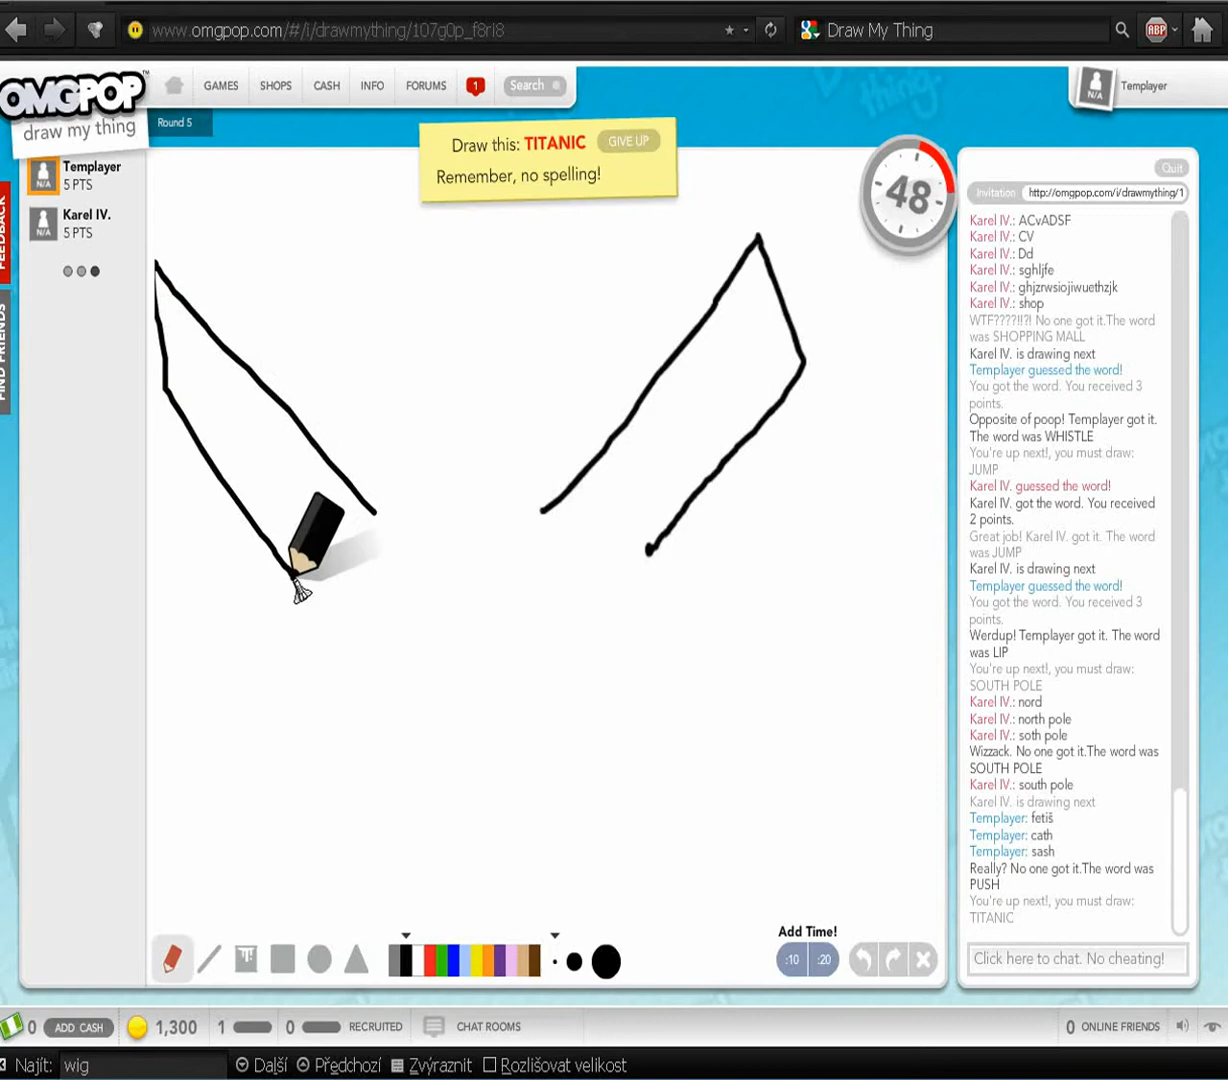 www.omgpop.com/#/i/drawmything/107g0p_f8rl8
Draw My Thing
ABP
OMGPOP
draw my thing
GAMES
SHOPS
CASH
INFO
FORUMS
1
Search
N/A
Templayer
Round 5
Draw this: TITANIC
GIVE UP
Remember, no spelling!
48
FEEDBACK
FIND FRIENDS
N/A
Templayer
5 PTS
N/A
Karel IV.
5 PTS
Quit
Invitation
http://omgpop.com/i/drawmything/1
Karel IV.: ACvADSF
Karel IV.: CV
Karel IV.: Dd
Karel IV.: sghljfe
Karel IV.: ghjzrwsiojiwuethzjk
Karel IV.: shop
WTF????!!?! No one got it.The word
was SHOPPING MALL
Karel IV. is drawing next
Templayer guessed the word!
You got the word. You received 3
points.
Opposite of poop! Templayer got it.
The word was WHISTLE
You're up next!, you must draw:
JUMP
Karel IV. guessed the word!
Karel IV. got the word. You received
2 points.
Great job! Karel IV. got it. The word
was JUMP
Karel IV. is drawing next
Templayer guessed the word!
You got the word. You received 3
points.
Werdup! Templayer got it. The word
was LIP
You're up next!, you must draw:
SOUTH POLE
Karel IV.: nord
Karel IV.: north pole
Karel IV.: soth pole
Wizzack. No one got it.The word was
SOUTH POLE
Karel IV.: south pole
Karel IV. is drawing next
Templayer: fetiš
Templayer: cath
Templayer: sash
Really? No one got it.The word was
PUSH
You're up next!, you must draw:
TITANIC
Click here to chat. No cheating!
Add Time!
:10
:20
0
ADD CASH
1,300
1
0
RECRUITED
CHAT ROOMS
0 ONLINE FRIENDS
Najít:
wig
Další
Předchozí
Zvýraznit
Rozlišovat velikost